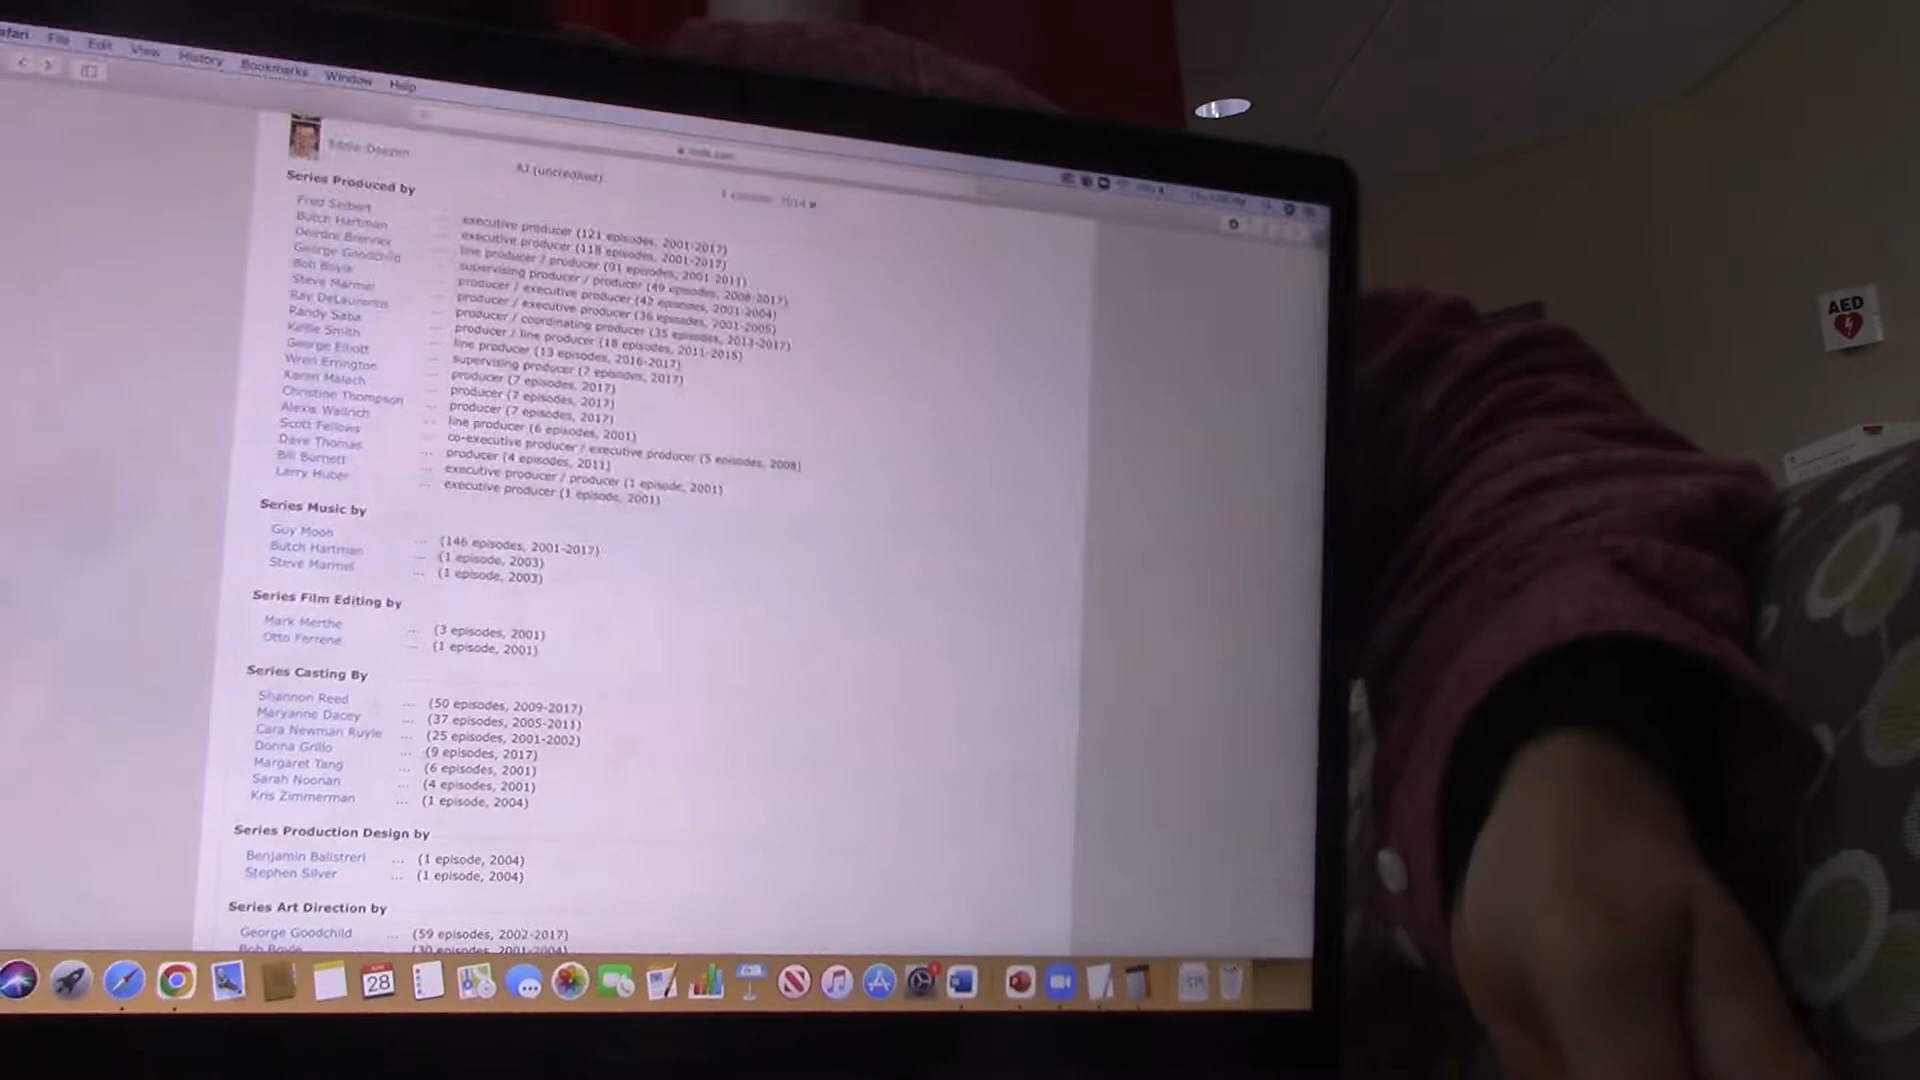 afari File Edit View History Bookmarks Window Help
Eddie Deezen
AJ (uncredited)
1 episode, 2014
Series Produced by
Fred Seibert ... executive producer (121 episodes, 2001-2017)
Butch Hartman ... executive producer (118 episodes, 2001-2017)
Deirdre Brenner ... line producer / producer (91 episodes, 2001-2011)
George Goodchild ... supervising producer / producer (49 episodes, 2008-2017)
Bob Boyle ... producer / executive producer (42 episodes, 2001-2004)
Steve Marmel ... producer / executive producer (36 episodes, 2001-2005)
Ray DeLaurentis ... producer / coordinating producer (35 episodes, 2013-2017)
Randy Saba ... producer / line producer (18 episodes, 2011-2015)
Kellie Smith ... line producer (13 episodes, 2016-2017)
George Elliott ... supervising producer (7 episodes, 2017)
Wren Errington ... producer (7 episodes, 2017)
Karen Malach ... producer (7 episodes, 2017)
Christine Thompson ... producer (7 episodes, 2017)
Alexis Wallrich ... line producer (6 episodes, 2001)
Scott Fellows ... co-executive producer / executive producer (5 episodes, 2008)
Dave Thomas ... producer (4 episodes, 2011)
Bill Burnett ... executive producer / producer (1 episode, 2001)
Larry Huber ... executive producer (1 episode, 2001)
Series Music by
Guy Moon ... (146 episodes, 2001-2017)
Butch Hartman ... (1 episode, 2003)
Steve Marmel ... (1 episode, 2003)
Series Film Editing by
Mark Merthe ... (3 episodes, 2001)
Otto Ferrene ... (1 episode, 2001)
Series Casting By
Shannon Reed ... (50 episodes, 2009-2017)
Maryanne Dacey ... (37 episodes, 2005-2011)
Cara Newman Ruyle ... (25 episodes, 2001-2002)
Donna Grillo ... (9 episodes, 2017)
Margaret Tang ... (6 episodes, 2001)
Sarah Noonan ... (4 episodes, 2001)
Kris Zimmerman ... (1 episode, 2004)
Series Production Design by
Benjamin Balistreri ... (1 episode, 2004)
Stephen Silver ... (1 episode, 2004)
Series Art Direction by
George Goodchild ... (59 episodes, 2002-2017)
Bob Boyle (30 episodes, 2001-2004)
28
AED